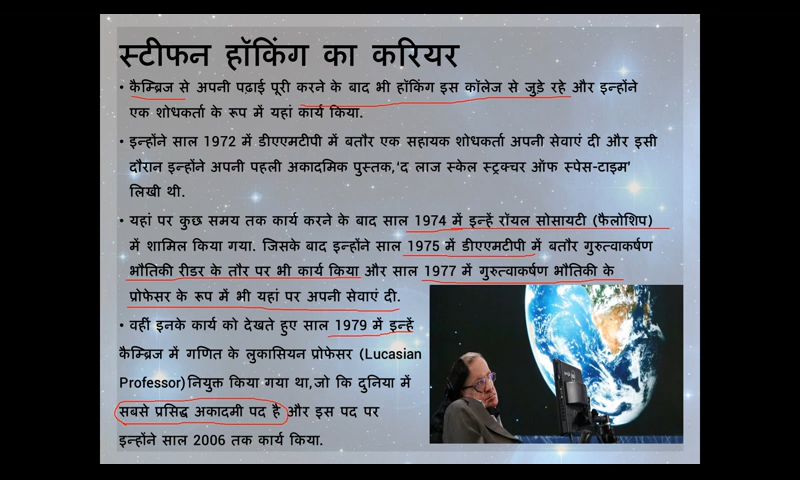 स्टीफन हॉकिंग का करियर
• कैम्ब्रिज से अपनी पढ़ाई पूरी करने के बाद भी हॉकिंग इस कॉलेज से जुडे रहे और इन्होंने
एक शोधकर्ता के रूप में यहां कार्य किया.
• इन्होंने साल 1972 में डीएएमटीपी में बतौर एक सहायक शोधकर्ता अपनी सेवाएं दी और इसी
दौरान इन्होंने अपनी पहली अकादमिक पुस्तक,'द लाज स्केल स्ट्रक्चर ऑफ स्पेस-टाइम'
लिखी थी.
• यहां पर कुछ समय तक कार्य करने के बाद साल 1974 में इन्हें रॉयल सोसायटी (फैलोशिप)
में शामिल किया गया. जिसके बाद इन्होंने साल 1975 में डीएएमटीपी में बतौर गुरुत्वाकर्षण
भौतिकी रीडर के तौर पर भी कार्य किया और साल 1977 में गुरुत्वाकर्षण भौतिकी के
प्रोफेसर के रूप में भी यहां पर अपनी सेवाएं दी.
• वहीं इनके कार्य को देखते हुए साल 1979 में इन्हें
कैम्ब्रिज में गणित के लुकासियन प्रोफेसर (Lucasian
Professor)नियुक्त किया गया था,जो कि दुनिया में
सबसे प्रसिद्ध अकादमी पद है और इस पद पर
इन्होंने साल 2006 तक कार्य किया.